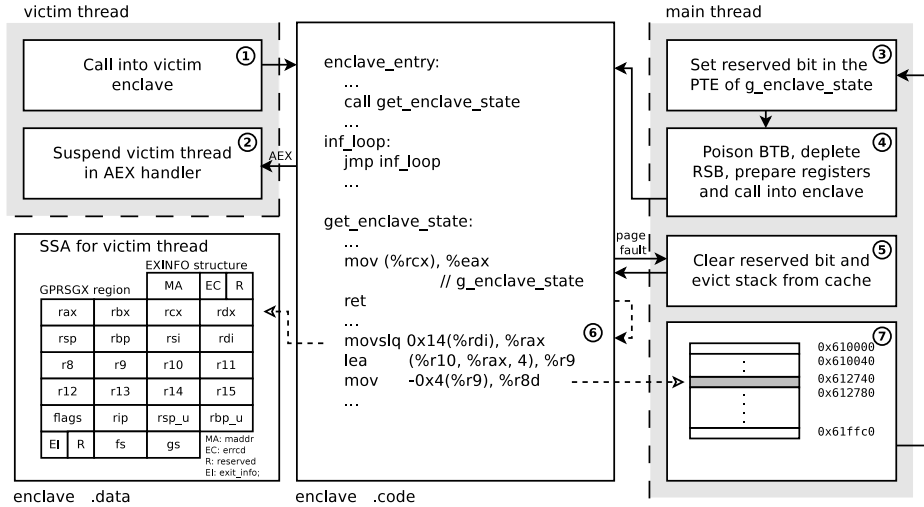 victim thread
①
Call into victim
enclave
②
Suspend victim thread
in AEX handler
AEX
SSA for victim thread
EXINFO structure
GPRSGX region
MA EC R
rax rbx rcx rdx
rsp rbp rsi rdi
r8 r9 r10 r11
r12 r13 r14 r15
flags rip rsp_u rbp_u
EI R fs gs
MA: maddr
EC: errcd
R: reserved
EI: exit_info;
enclave .data
enclave_entry:
...
call get_enclave_state
...
inf_loop:
jmp inf_loop
...
get_enclave_state:
...
mov (%rcx), %eax
// g_enclave_state
ret
...
⑥
movslq 0x14(%rdi), %rax
lea (%r10, %rax, 4), %r9
mov -0x4(%r9), %r8d
...
enclave .code
page
fault
main thread
③
Set reserved bit in the
PTE of g_enclave_state
④
Poison BTB, deplete
RSB, prepare registers
and call into enclave
⑤
Clear reserved bit and
evict stack from cache
⑦
0x610000
0x610040
0x612740
0x612780
0x61ffc0